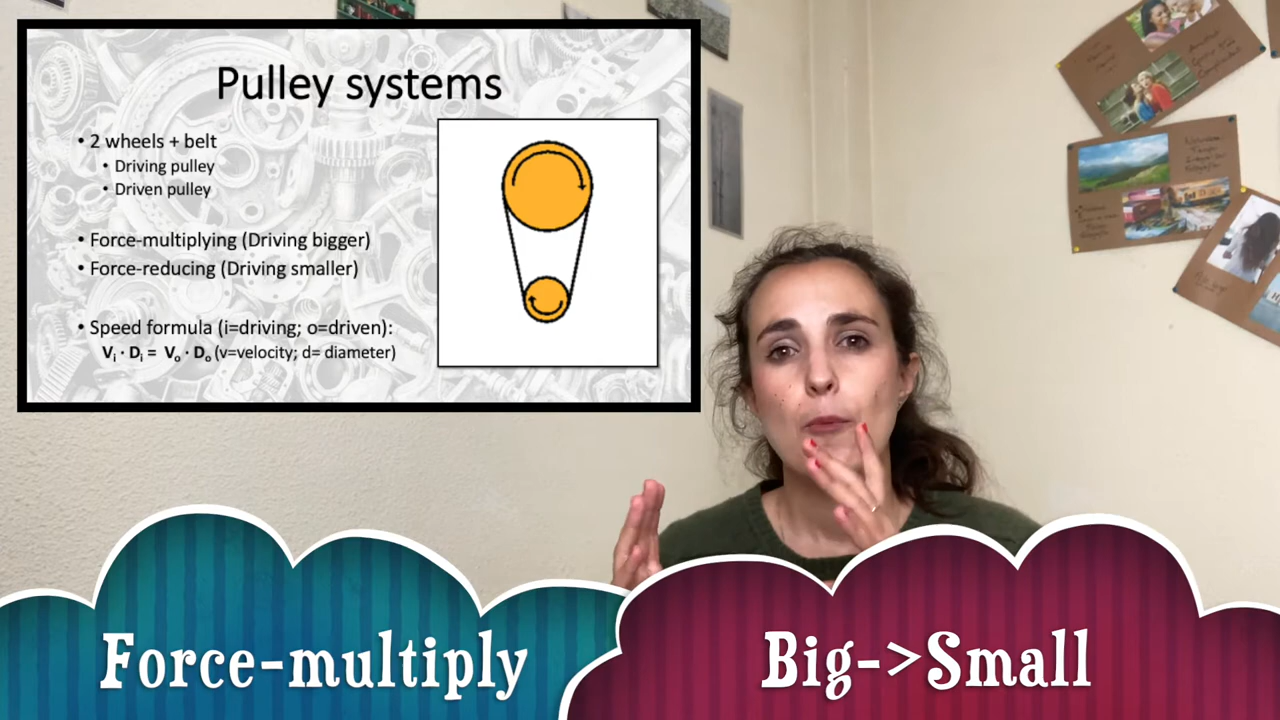 Pulley systems
• 2 wheels + belt
• Driving pulley
• Driven pulley
• Force-multiplying (Driving bigger)
• Force-reducing (Driving smaller)
• Speed formula (i=driving; o=driven):
Vi · Di = Vo · Do (v=velocity; d= diameter)
Force-multiply
Big->Small